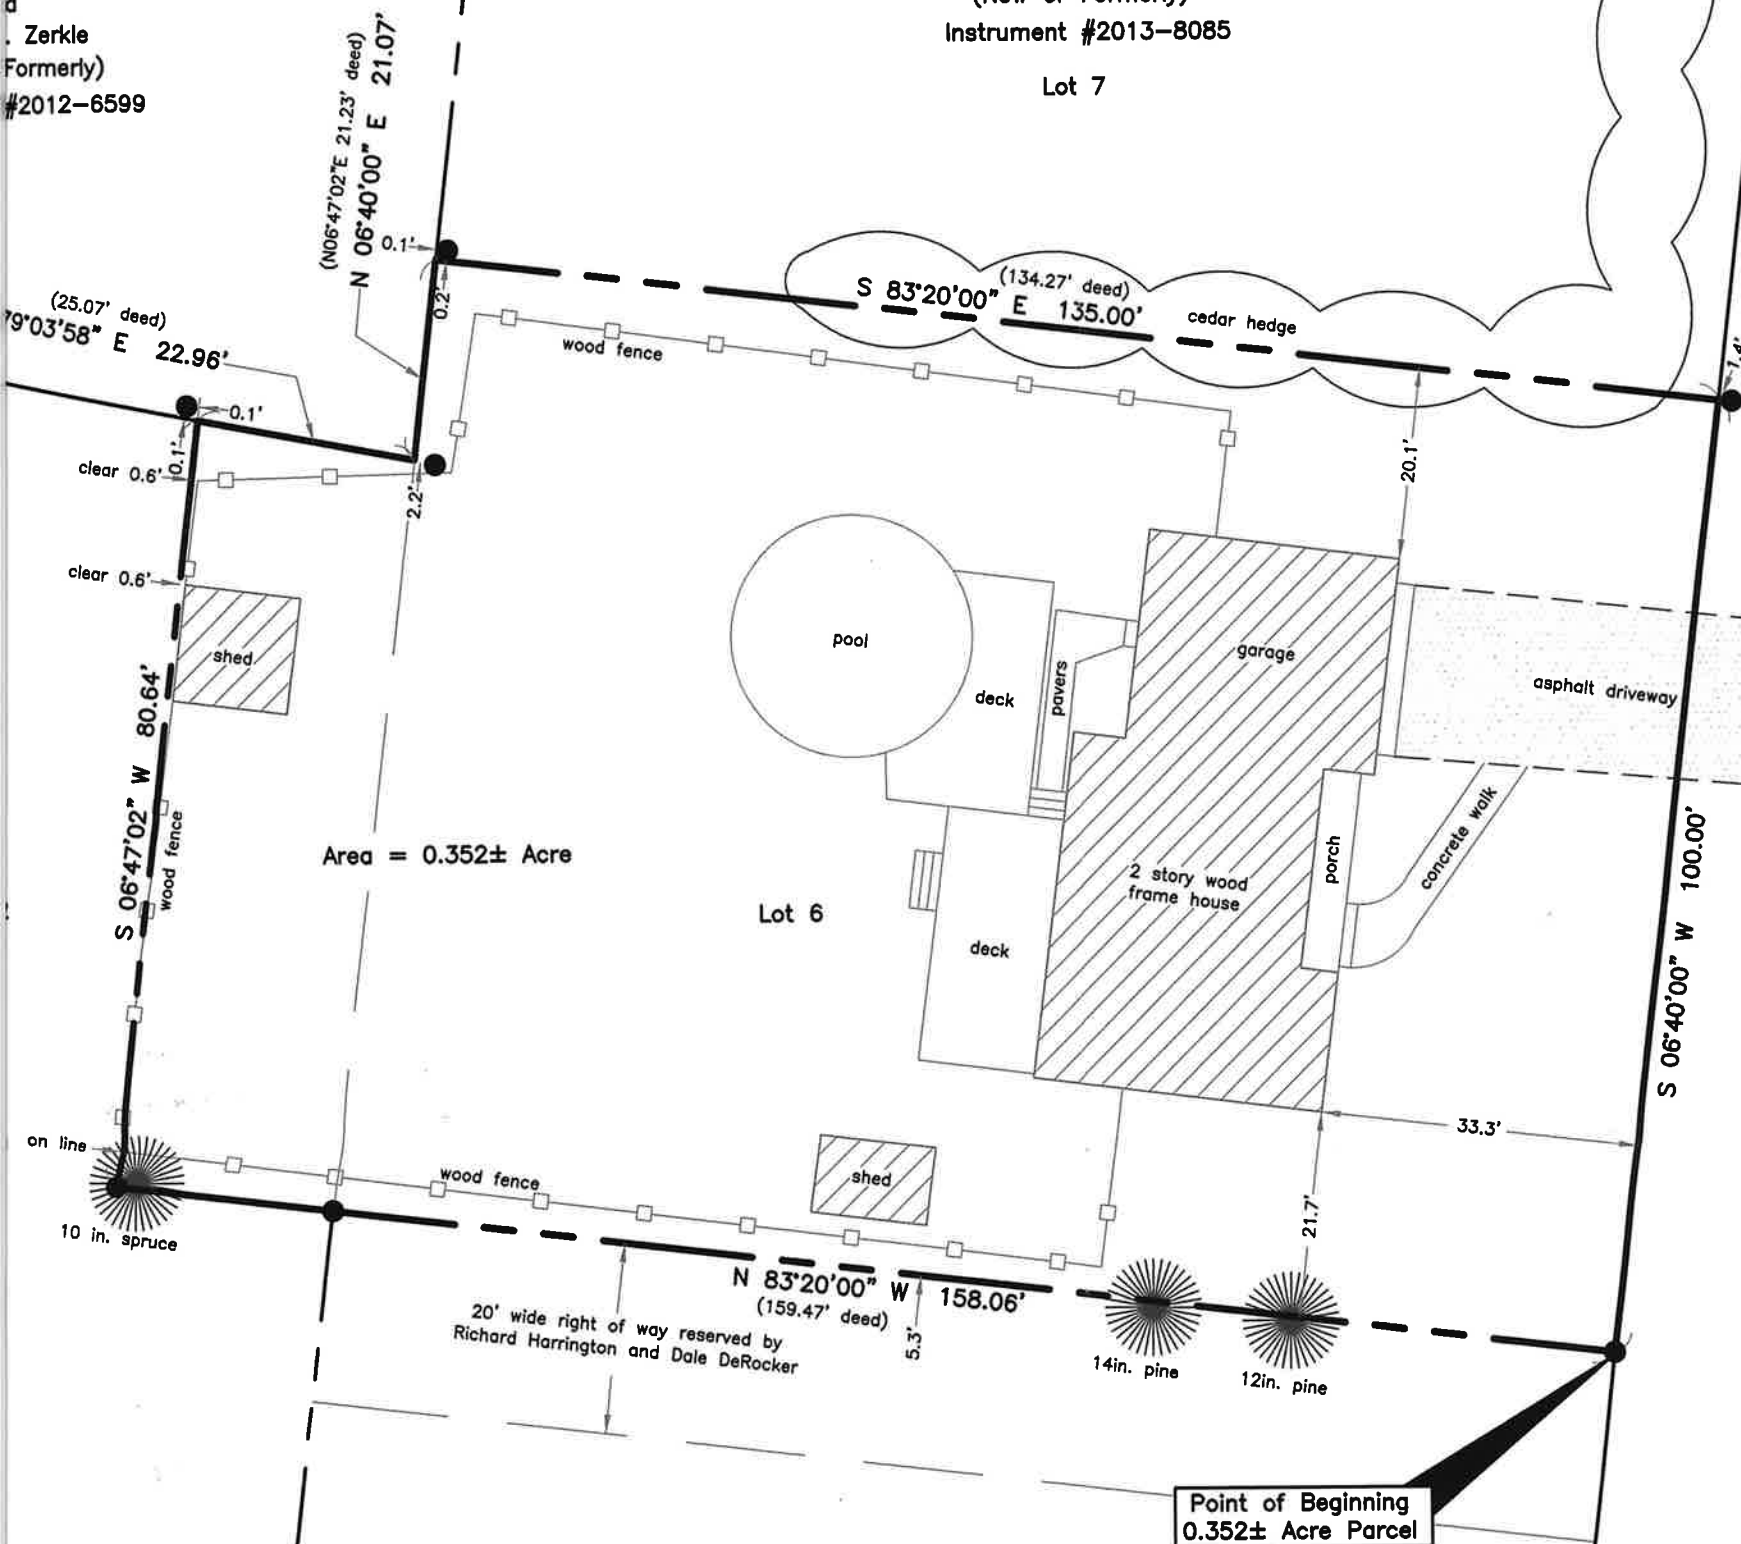 . Zerkle
Formerly)
#2012-6599
Instrument #2013-8085
Lot 7
(N06°47'02"E 21.23' deed)
N 06°40'00" E 21.07'
0.1'
0.2'
(25.07' deed)
79°03'58" E 22.96'
0.1'
0.1'
clear 0.6'
clear 0.6'
2.2'
wood fence
(134.27' deed)
S 83°20'00" E 135.00'
cedar hedge
1.4'
20.1'
shed
pool
deck
pavers
garage
asphalt driveway
S 06°47'02" W 80.64'
wood fence
Area = 0.352± Acre
Lot 6
deck
2 story wood
frame house
porch
concrete walk
S 06°40'00" W 100.00'
33.3'
21.7'
on line
10 in. spruce
wood fence
shed
N 83°20'00" W 158.06'
(159.47' deed)
5.3'
20' wide right of way reserved by
Richard Harrington and Dale DeRocker
14in. pine
12in. pine
Point of Beginning
0.352± Acre Parcel